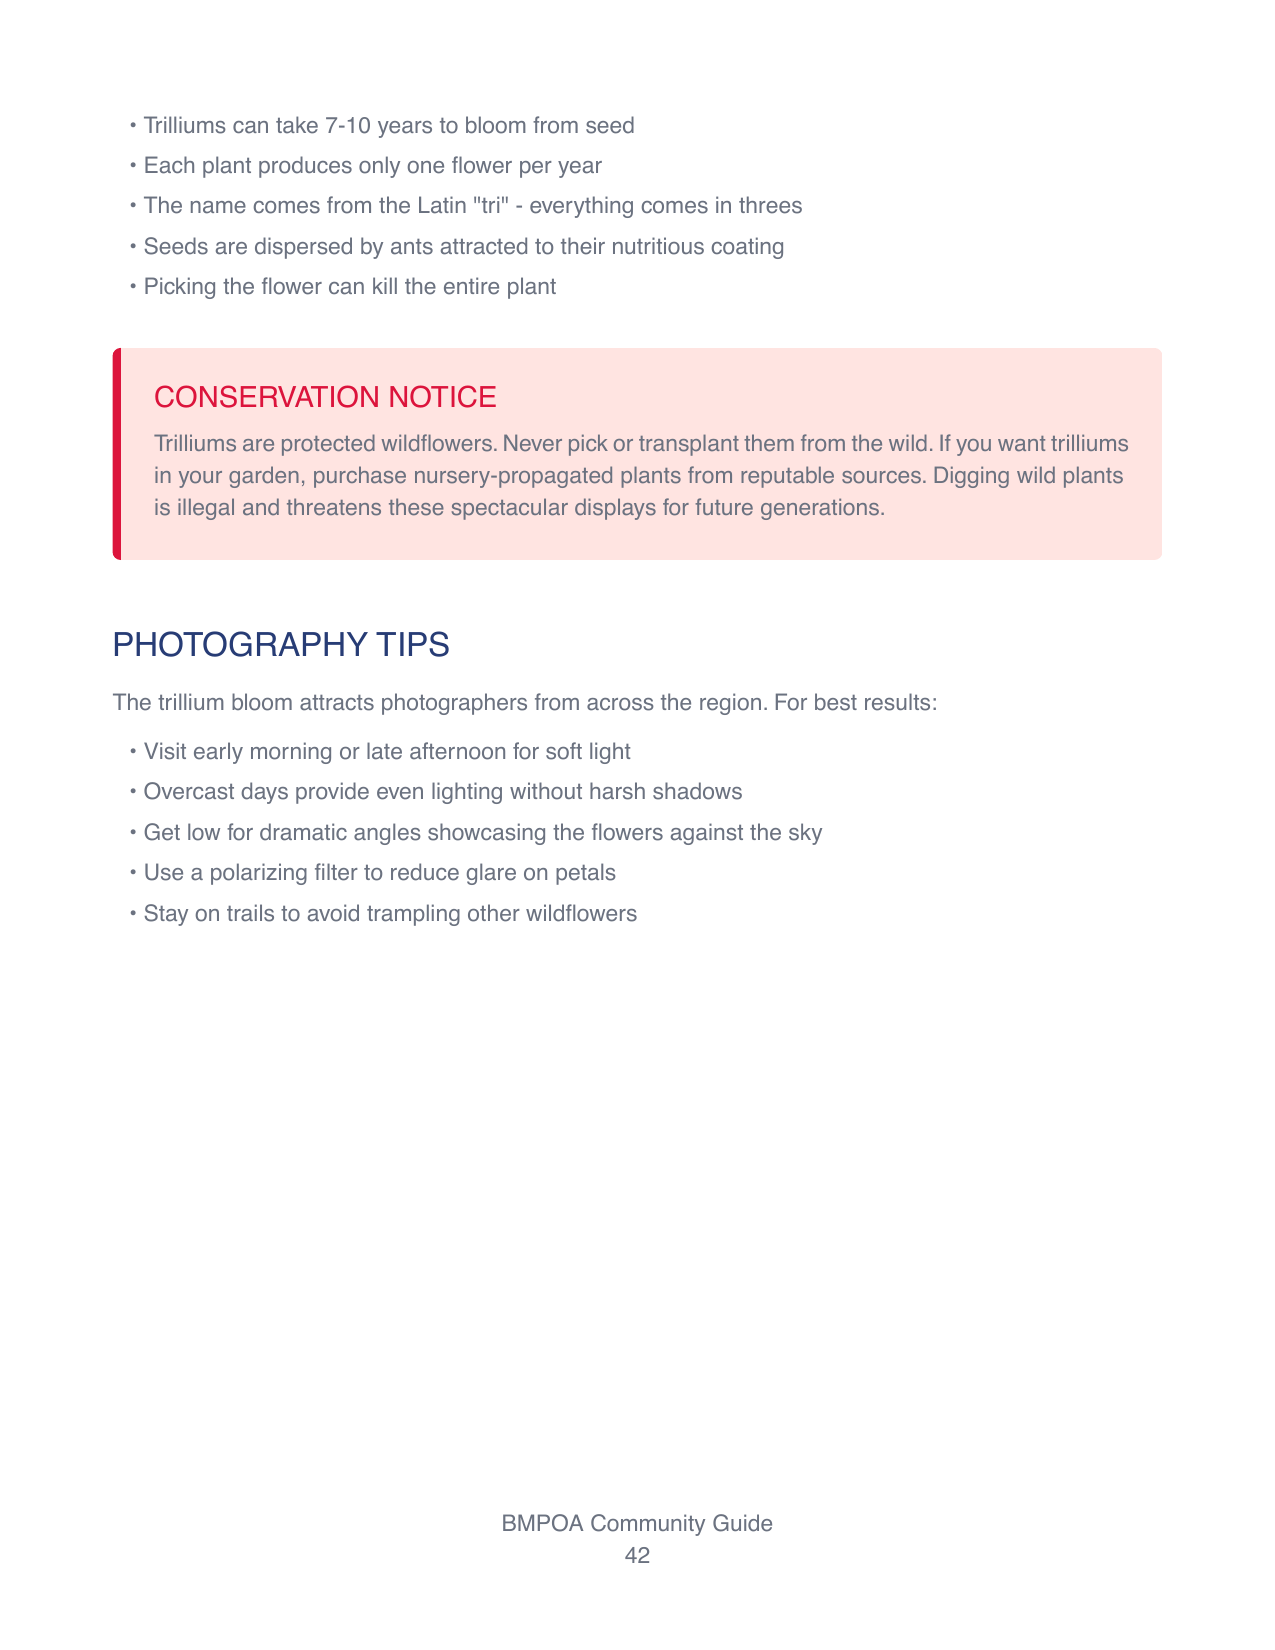 • Trilliums can take 7-10 years to bloom from seed
• Each plant produces only one flower per year
• The name comes from the Latin "tri" - everything comes in threes
• Seeds are dispersed by ants attracted to their nutritious coating
• Picking the flower can kill the entire plant
CONSERVATION NOTICE
Trilliums are protected wildflowers. Never pick or transplant them from the wild. If you want trilliums
in your garden, purchase nursery-propagated plants from reputable sources. Digging wild plants
is illegal and threatens these spectacular displays for future generations.
PHOTOGRAPHY TIPS
The trillium bloom attracts photographers from across the region. For best results:
• Visit early morning or late afternoon for soft light
• Overcast days provide even lighting without harsh shadows
• Get low for dramatic angles showcasing the flowers against the sky
• Use a polarizing filter to reduce glare on petals
• Stay on trails to avoid trampling other wildflowers
BMPOA Community Guide
42